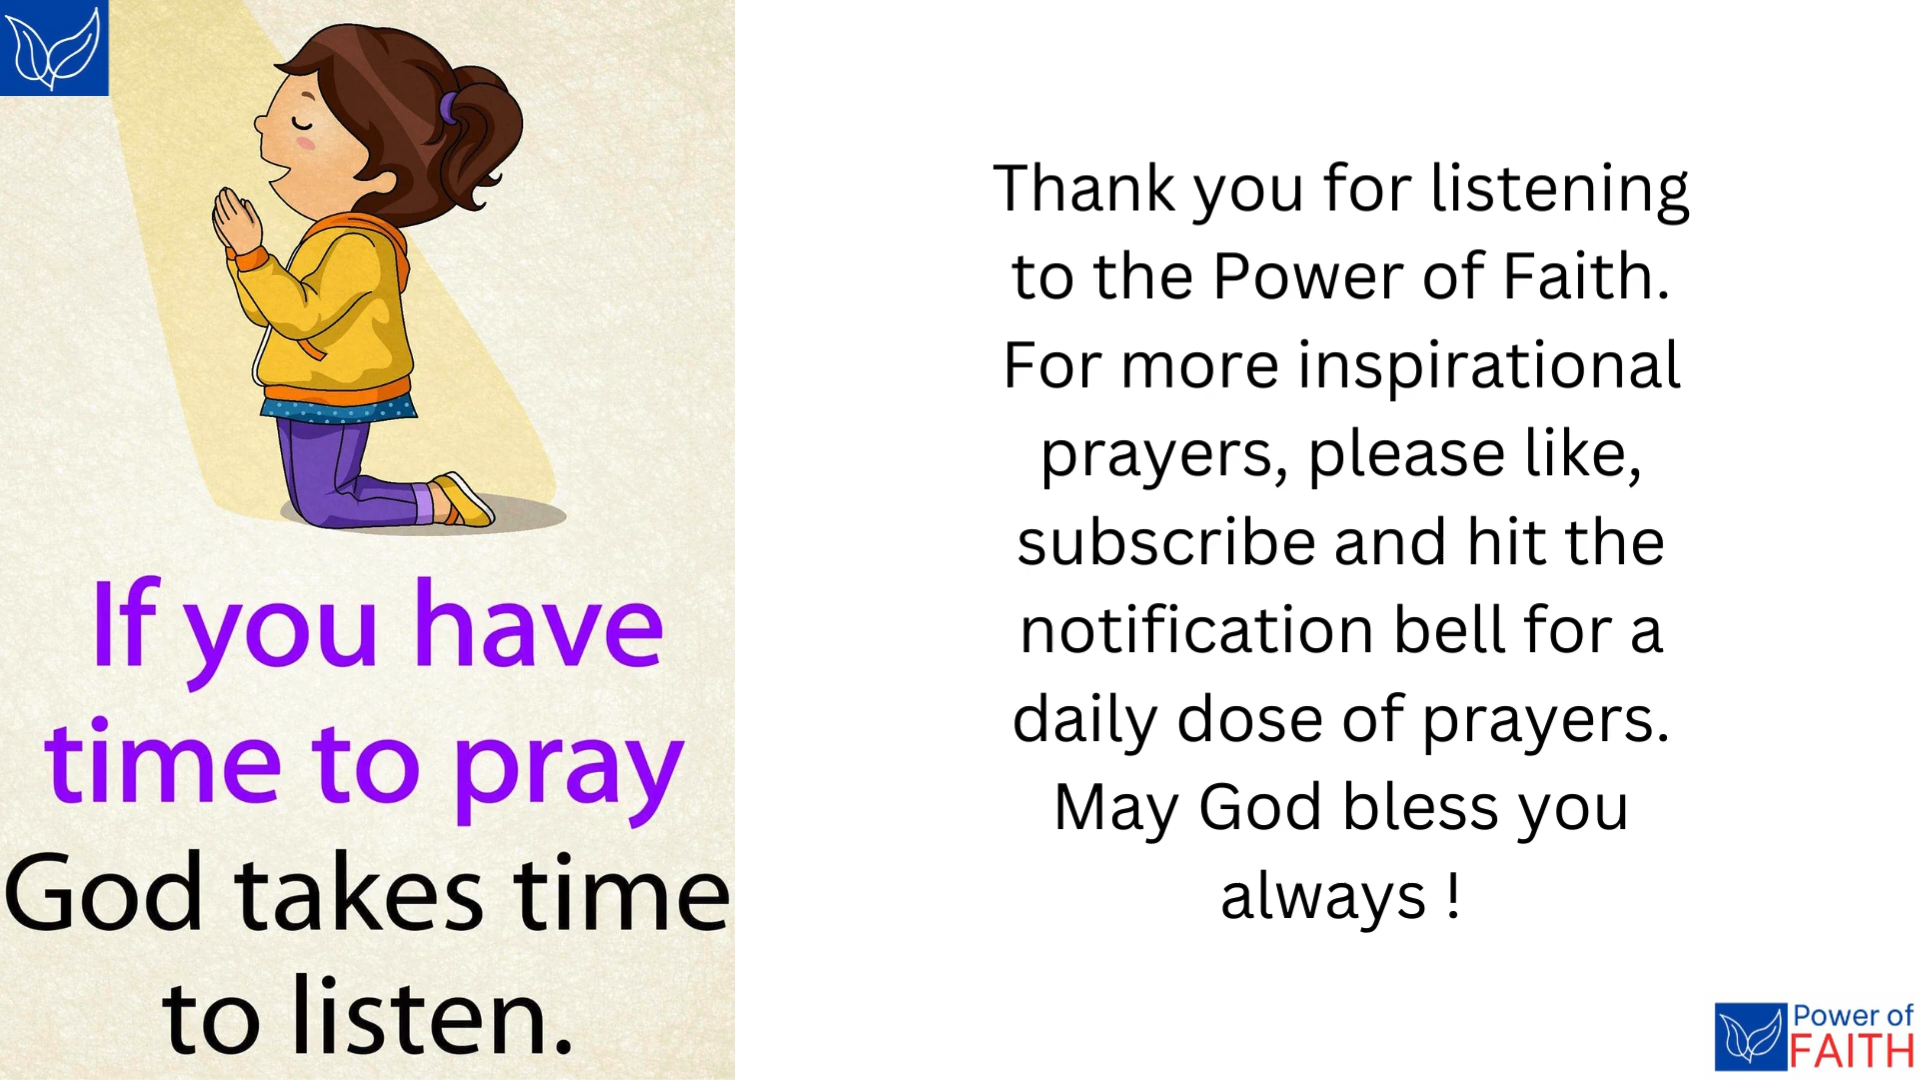 If you have
time to pray
God takes time
to listen.
Thank you for listening
to the Power of Faith.
For more inspirational
prayers, please like,
subscribe and hit the
notification bell for a
daily dose of prayers.
May God bless you
always !
Power of
FAITH